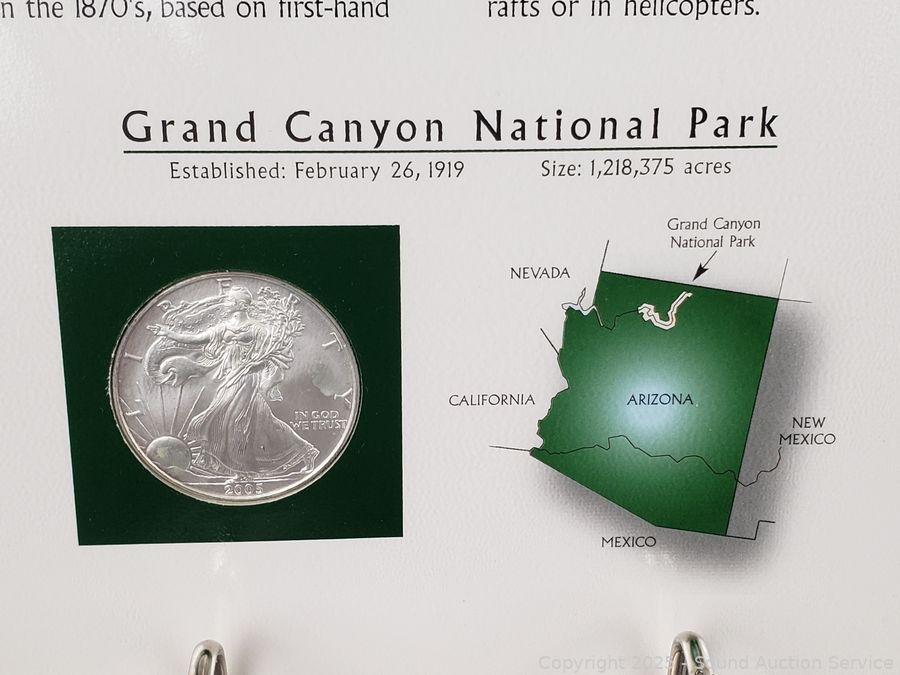 n the 1870's, based on first-hand
rafts or in helicopters.
Grand Canyon National Park
Established: February 26, 1919
Size: 1,218,375 acres
LIBERTY
IN GOD
WE TRUST
2005
Grand Canyon
National Park
NEVADA
CALIFORNIA
ARIZONA
NEW
MEXICO
MEXICO
Copyright 2025 - Sound Auction Service